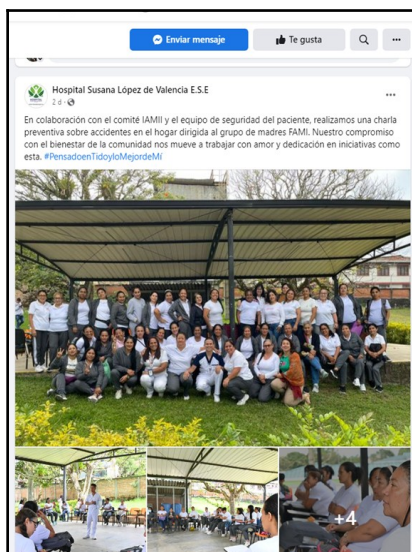 Enviar mensaje
Te gusta
Hospital Susana López de Valencia E.S.E
2 d ·
En colaboración con el comité IAMII y el equipo de seguridad del paciente, realizamos una charla
preventiva sobre accidentes en el hogar dirigida al grupo de madres FAMI. Nuestro compromiso
con el bienestar de la comunidad nos mueve a trabajar con amor y dedicación en iniciativas como
esta. #PensadoenTidoyloMejordeMí
+4